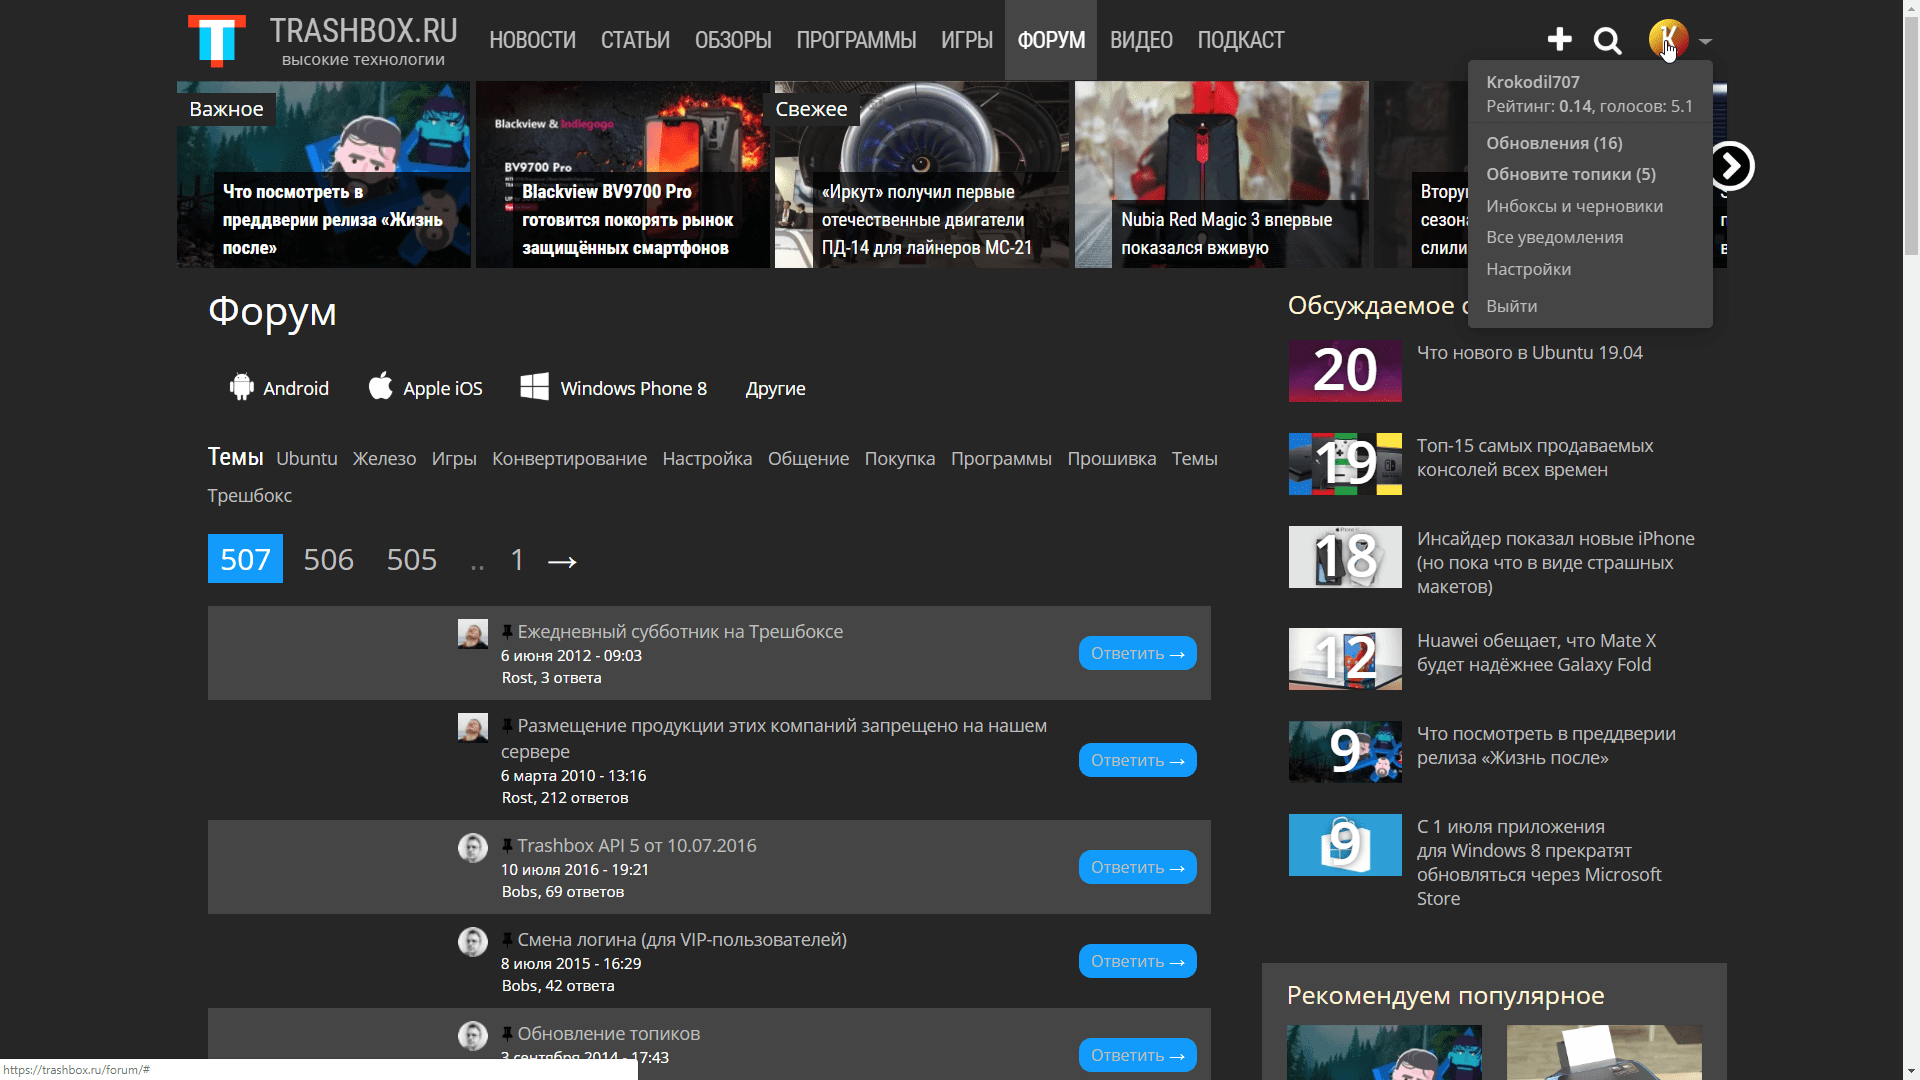 TRASHBOX.RU
высокие технологии
НОВОСТИ СТАТЬИ ОБЗОРЫ ПРОГРАММЫ ИГРЫ ФОРУМ ВИДЕО ПОДКАСТ
Krokodil707
Рейтинг: 0.14, голосов: 5.1
Обновления (16)
Обновите топики (5)
Инбоксы и черновики
Все уведомления
Настройки
Выйти
Важное
Что посмотреть в
преддверии релиза «Жизнь
после»
Blackview & Indiegogo
BV9700 Pro
Blackview BV9700 Pro
готовится покорять рынок
защищённых смартфонов
Свежее
«Иркут» получил первые
отечественные двигатели
ПД-14 для лайнеров МС-21
Nubia Red Magic 3 впервые
показался вживую
Форум
Android Apple iOS Windows Phone 8 Другие
Темы Ubuntu Железо Игры Конвертирование Настройка Общение Покупка Программы Прошивка Темы
Трешбокс
507 506 505 .. 1 →
Ежедневный субботник на Трешбоксе
6 июня 2012 - 09:03
Rost, 3 ответа
Ответить →
Размещение продукции этих компаний запрещено на нашем
сервере
6 марта 2010 - 13:16
Rost, 212 ответов
Ответить →
Trashbox API 5 от 10.07.2016
10 июля 2016 - 19:21
Bobs, 69 ответов
Ответить →
Смена логина (для VIP-пользователей)
8 июля 2015 - 16:29
Bobs, 42 ответа
Ответить →
Обновление топиков
3 сентября 2014 - 17:43
Ответить →
Обсуждаемое
20
Что нового в Ubuntu 19.04
19
Топ-15 самых продаваемых
консолей всех времен
18
Инсайдер показал новые iPhone
(но пока что в виде страшных
макетов)
12
Huawei обещает, что Mate X
будет надёжнее Galaxy Fold
9
Что посмотреть в преддверии
релиза «Жизнь после»
9
С 1 июля приложения
для Windows 8 прекратят
обновляться через Microsoft
Store
Рекомендуем популярное
https://trashbox.ru/forum/#